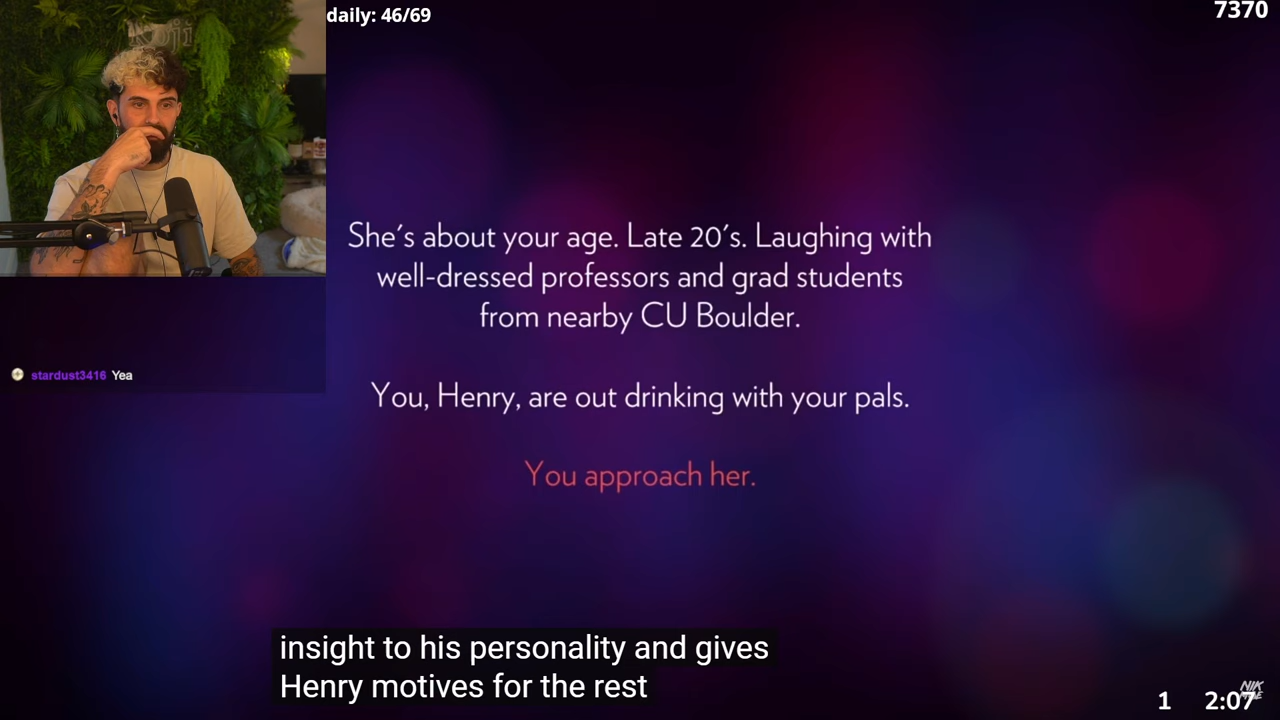 daily: 46/69
7370
She's about your age. Late 20's. Laughing with
well-dressed professors and grad students
from nearby CU Boulder.
stardust3416 Yea
You, Henry, are out drinking with your pals.
You approach her.
insight to his personality and gives
Henry motives for the rest
1 2:07